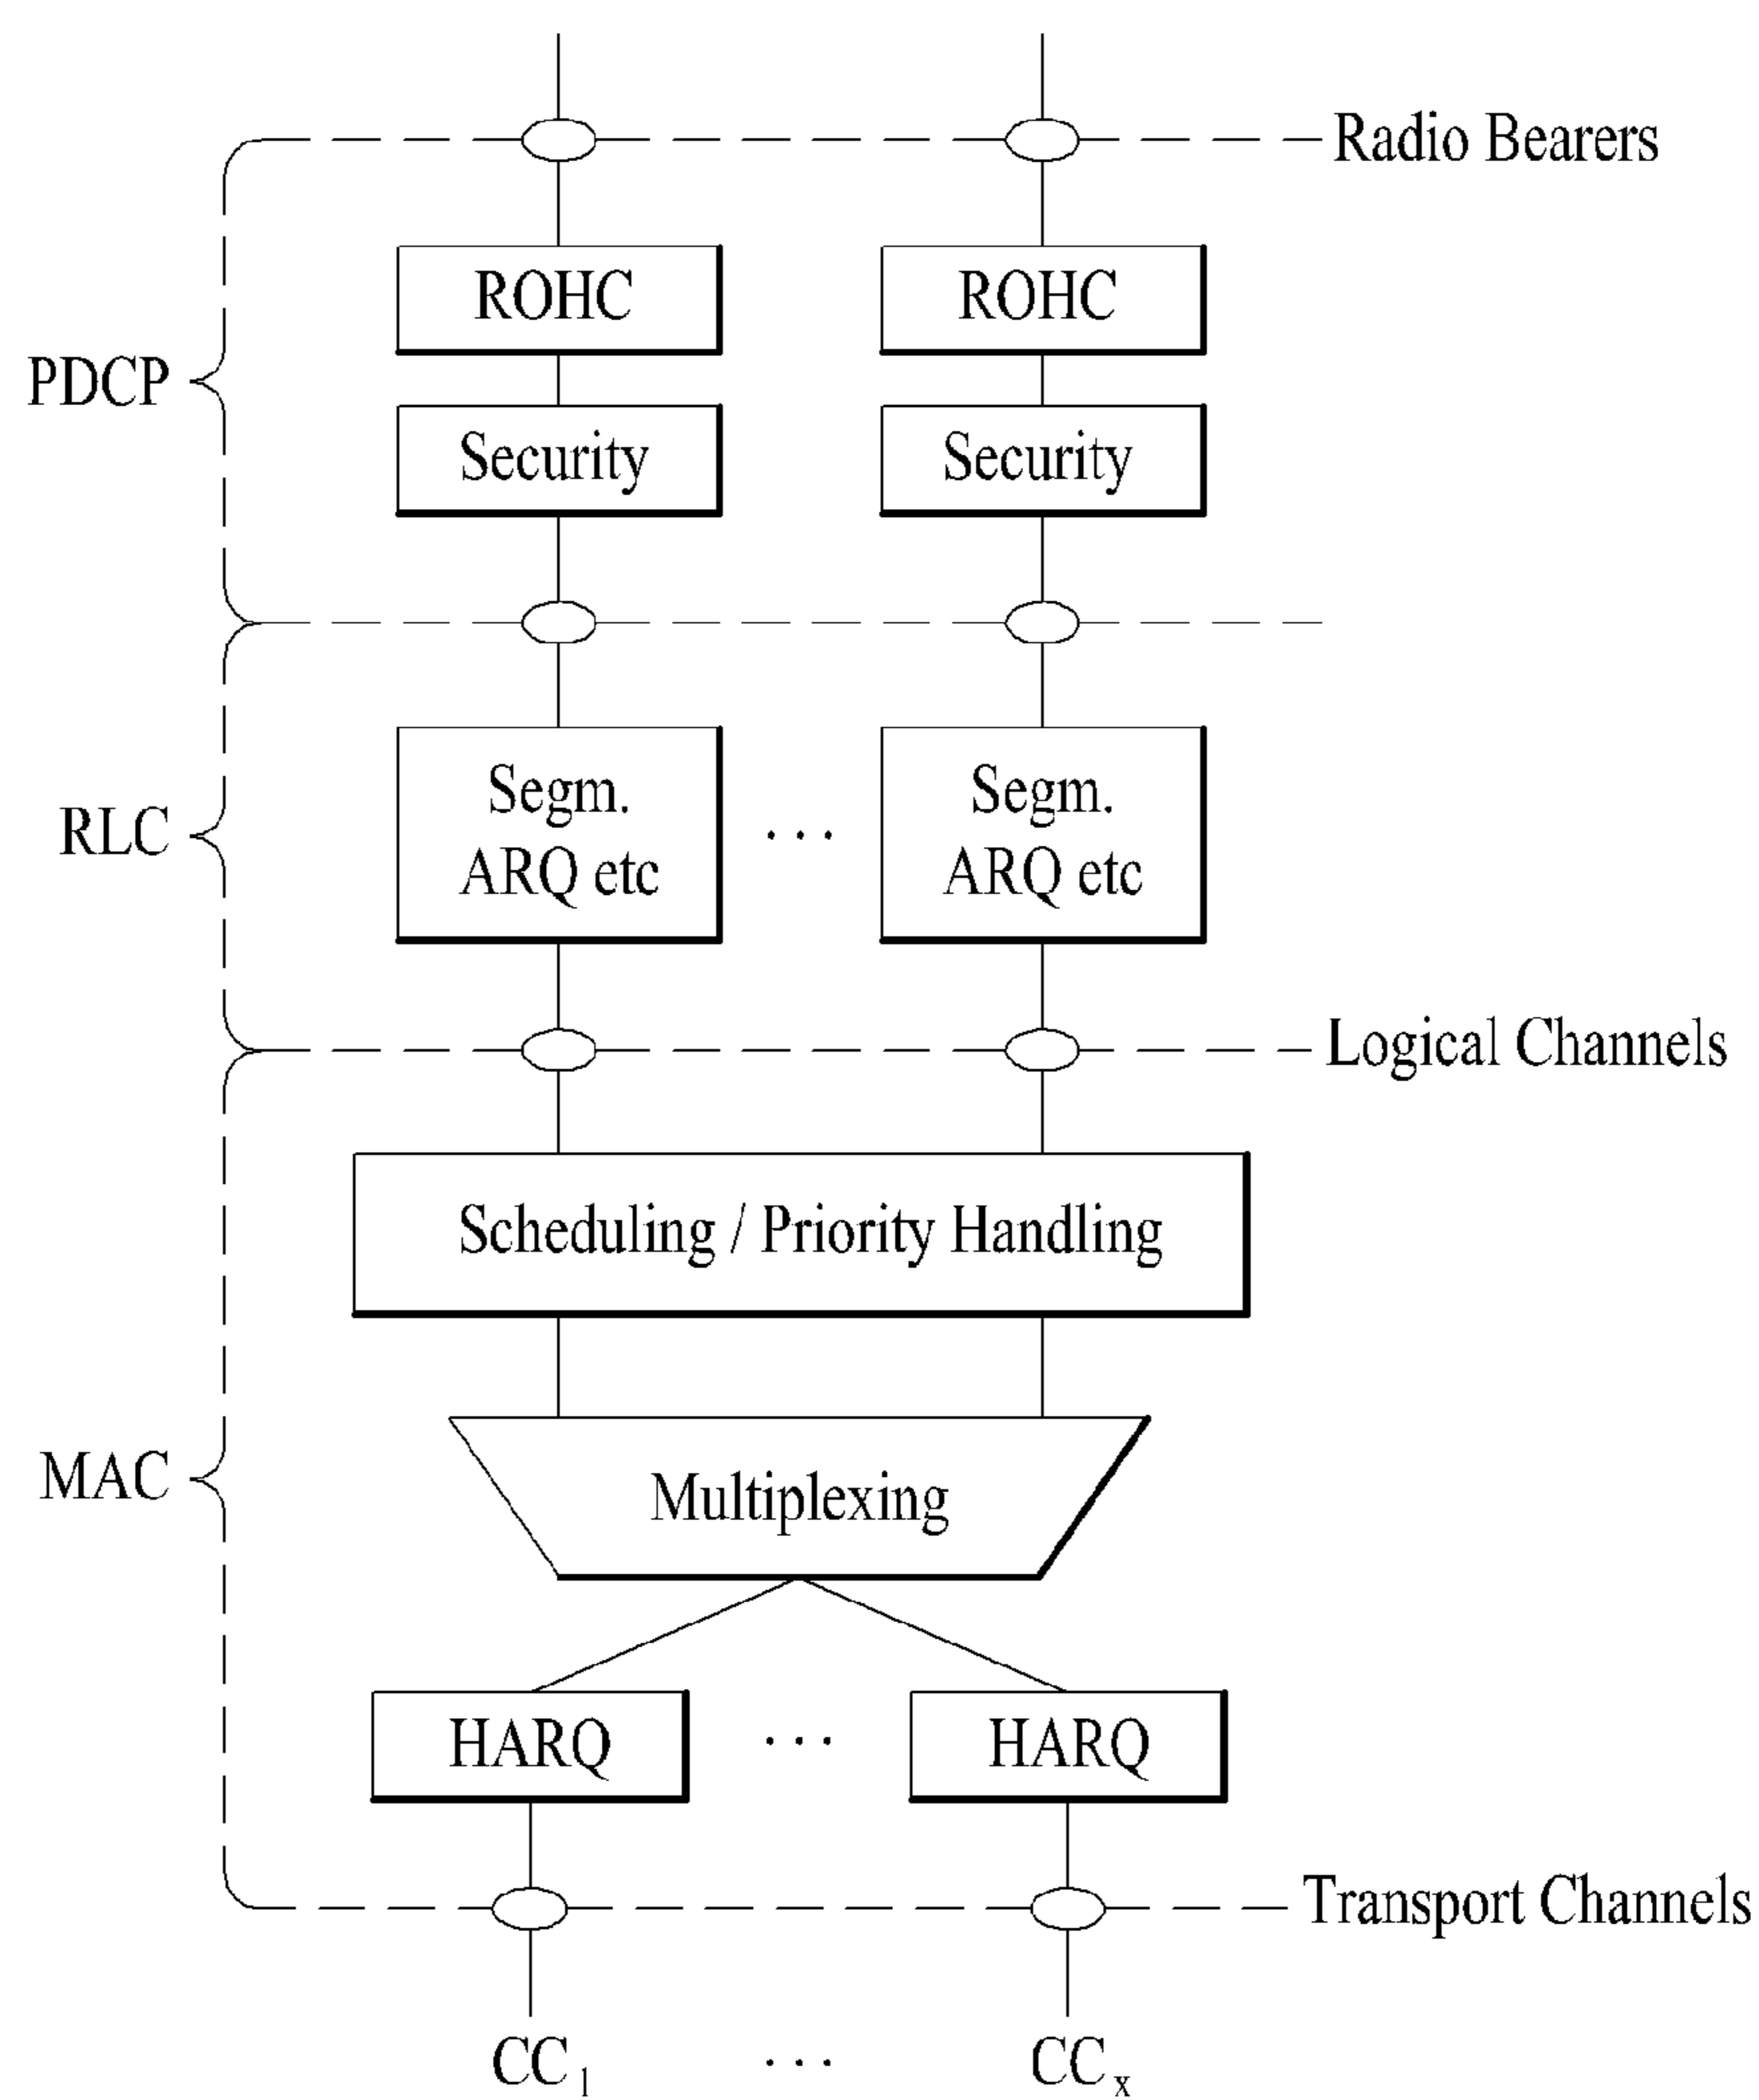 Radio Bearers
ROHC
ROHC
PDCP
Security
Security
Segm.
ARQ etc
...
Segm.
ARQ etc
RLC
Logical Channels
Scheduling / Priority Handling
MAC
Multiplexing
HARQ
...
HARQ
Transport Channels
CC1
...
CCx